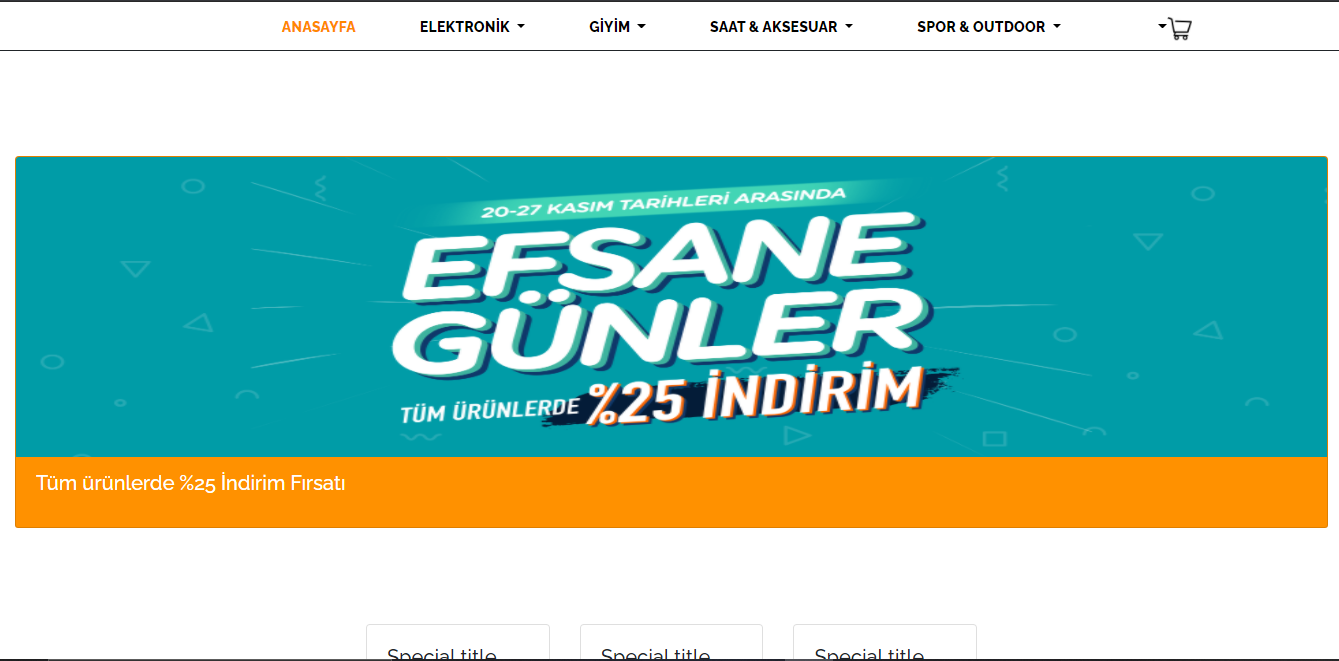 ANASAYFA ELEKTRONİK GİYİM SAAT & AKSESUAR SPOR & OUTDOOR
20-27 KASIM TARİHLERİ ARASINDA
EFSANE
GÜNLER
TÜM ÜRÜNLERDE %25 İNDİRİM
Tüm ürünlerde %25 İndirim Fırsatı
Special title Special title Special title